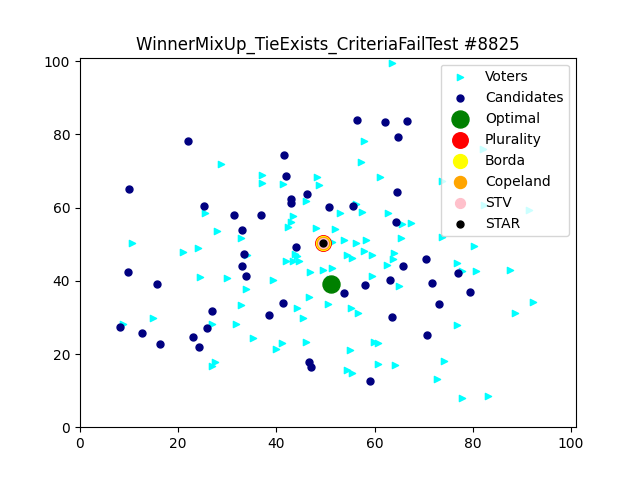 WinnerMixUp_TieExists_CriteriaFailTest #8825
100
80
60
40
20
0
0
20
40
60
80
100
Voters
Candidates
Optimal
Plurality
Borda
Copeland
STV
STAR